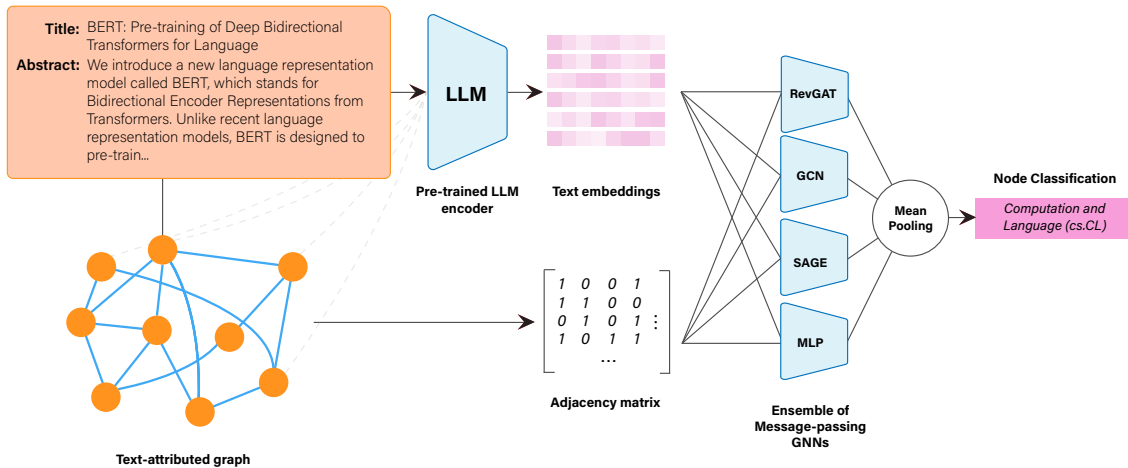 Title: BERT: Pre-training of Deep Bidirectional
Transformers for Language
Abstract: We introduce a new language representation
model called BERT, which stands for
Bidirectional Encoder Representations from
Transformers. Unlike recent language
representation models, BERT is designed to
pre-train...
LLM
Pre-trained LLM
encoder
Text embeddings
RevGAT
GCN
SAGE
MLP
Mean
Pooling
Node Classification
Computation and
Language (cs.CL)
1 0 0 1
1 1 0 0
0 1 0 1 ⋮
1 0 1 1
...
Adjacency matrix
Ensemble of
Message-passing
GNNs
Text-attributed graph